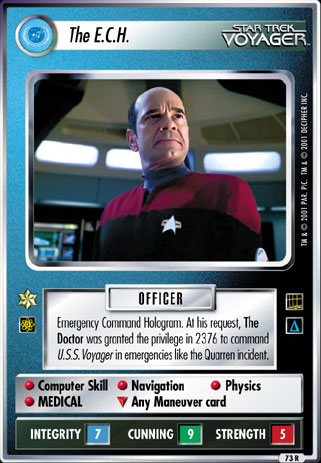 The E.C.H.
STAR TREK
VOYAGER™
TM & © 2001 PAR. PIC. TM & © 2001 DECIPHER INC.
OFFICER
Emergency Command Hologram. At his request, The
Doctor was granted the privilege in 2376 to command
U.S.S. Voyager in emergencies like the Quarren incident.
Computer Skill Navigation Physics
MEDICAL Any Maneuver card
INTEGRITY 7 CUNNING 9 STRENGTH 5
73 R